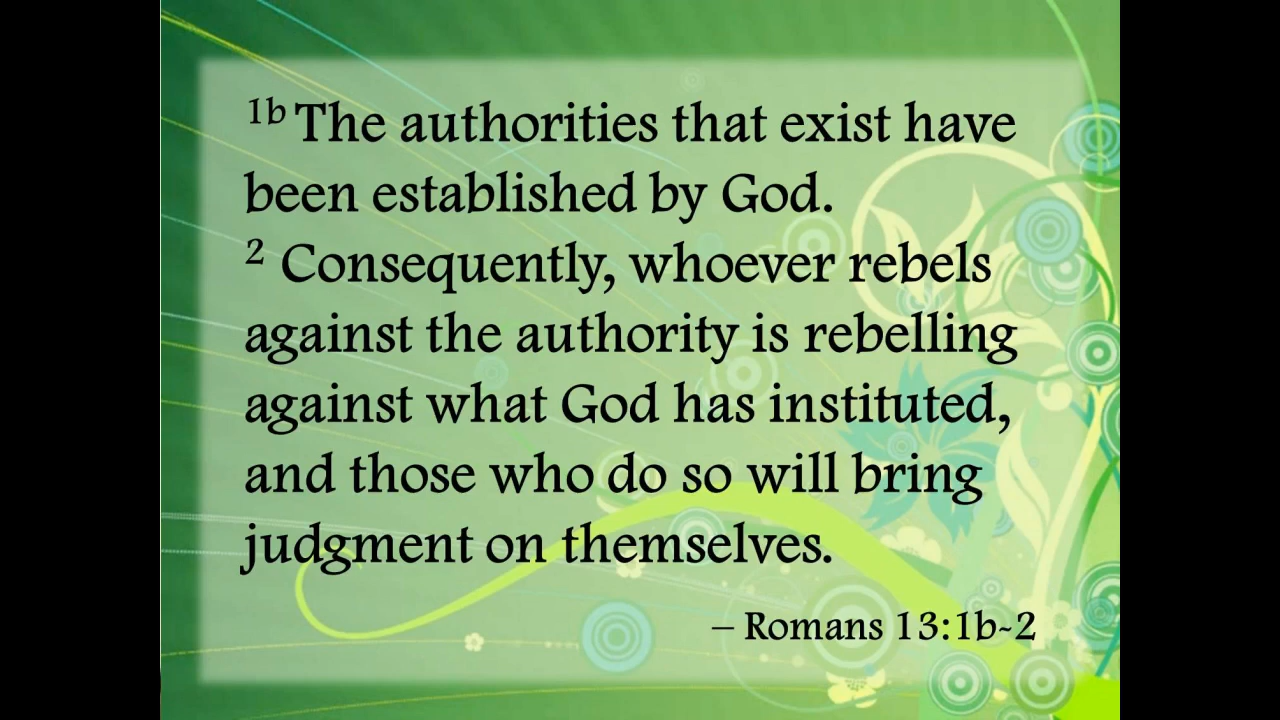 1b The authorities that exist have
been established by God.
2 Consequently, whoever rebels
against the authority is rebelling
against what God has instituted,
and those who do so will bring
judgment on themselves.
– Romans 13:1b-2